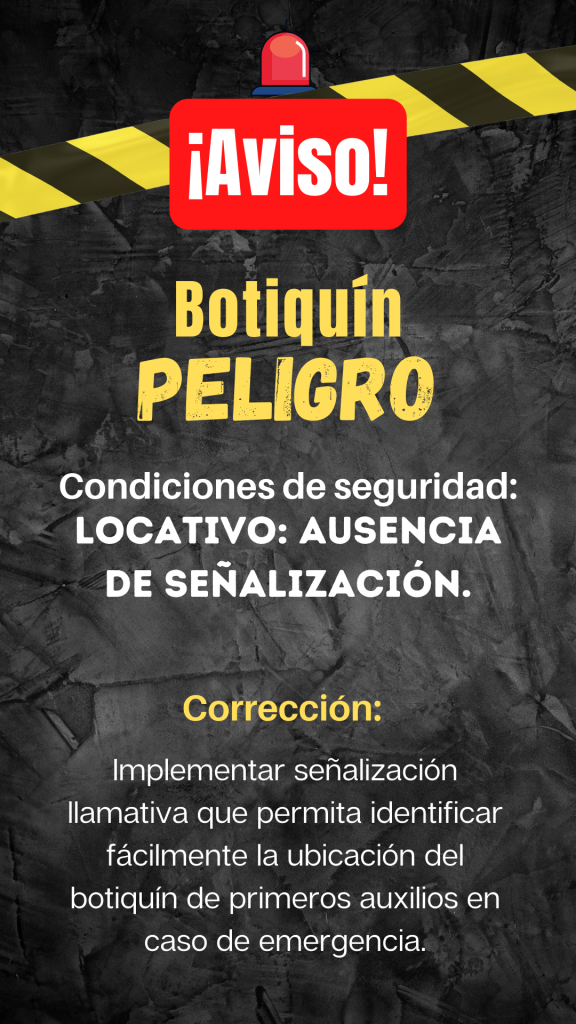 ¡Aviso!
Botiquín
PELIGRO
Condiciones de seguridad:
LOCATIVO: AUSENCIA
DE SEÑALIZACIÓN.
Corrección:
Implementar señalización
llamativa que permita identificar
fácilmente la ubicación del
botiquín de primeros auxilios en
caso de emergencia.